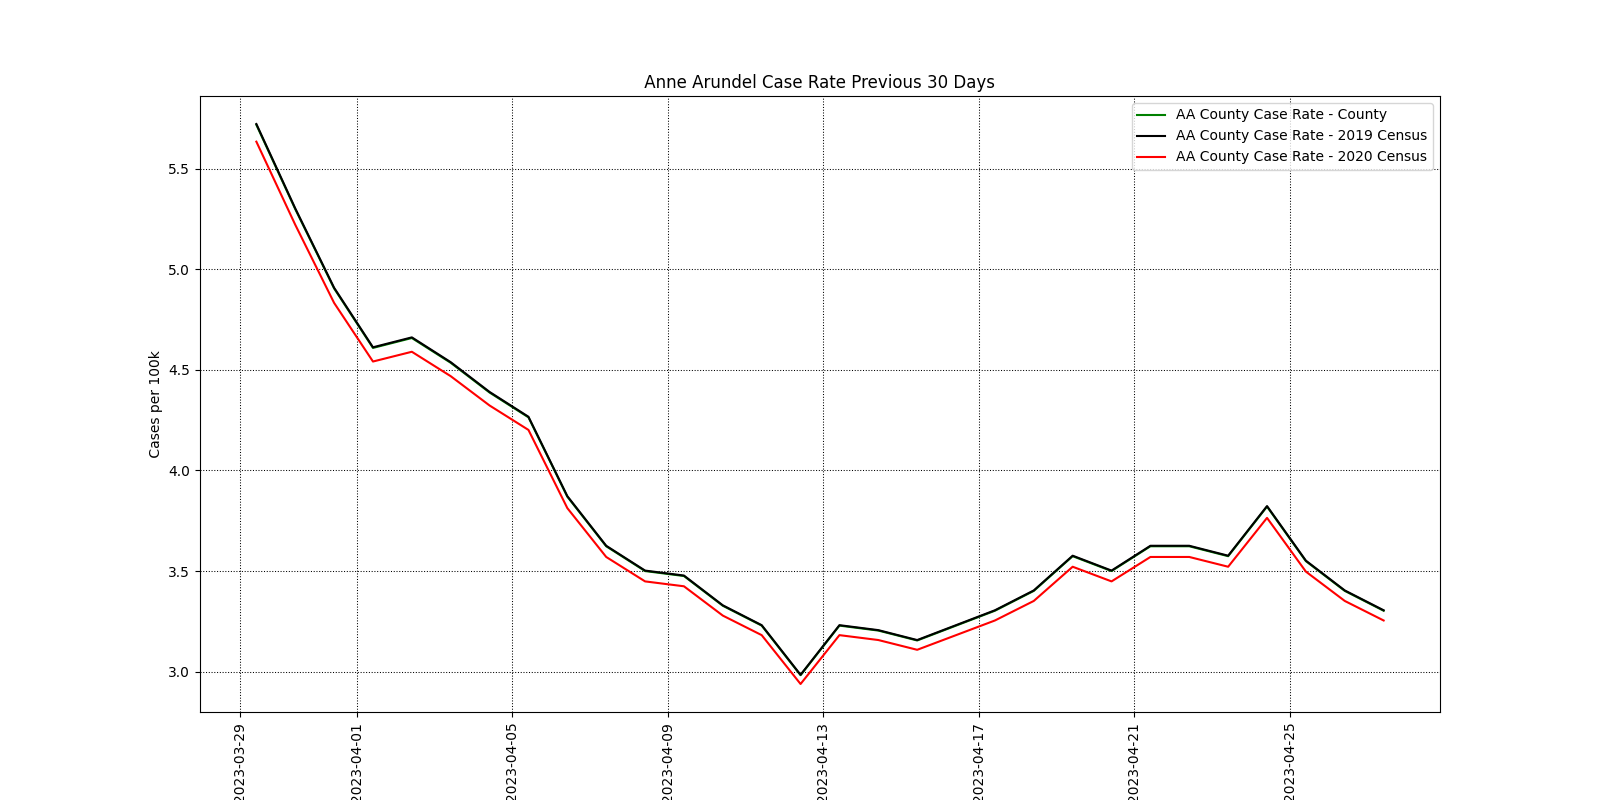 Anne Arundel Case Rate Previous 30 Days
AA County Case Rate - County
AA County Case Rate - 2019 Census
AA County Case Rate - 2020 Census
Cases per 100k
5.5
5.0
4.5
4.0
3.5
3.0
2023-03-29
2023-04-01
2023-04-05
2023-04-09
2023-04-13
2023-04-17
2023-04-21
2023-04-25